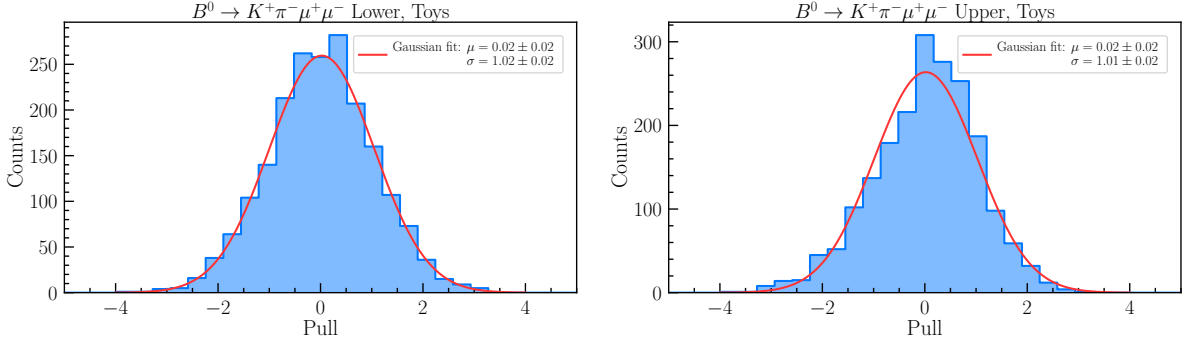 B⁰ → K⁺π⁻μ⁺μ⁻ Lower, Toys
Gaussian fit: μ = 0.02 ± 0.02
σ = 1.02 ± 0.02
Counts
250
200
150
100
50
0
−4 −2 0 2 4
Pull
B⁰ → K⁺π⁻μ⁺μ⁻ Upper, Toys
Gaussian fit: μ = 0.02 ± 0.02
σ = 1.01 ± 0.02
Counts
300
200
100
0
−4 −2 0 2 4
Pull